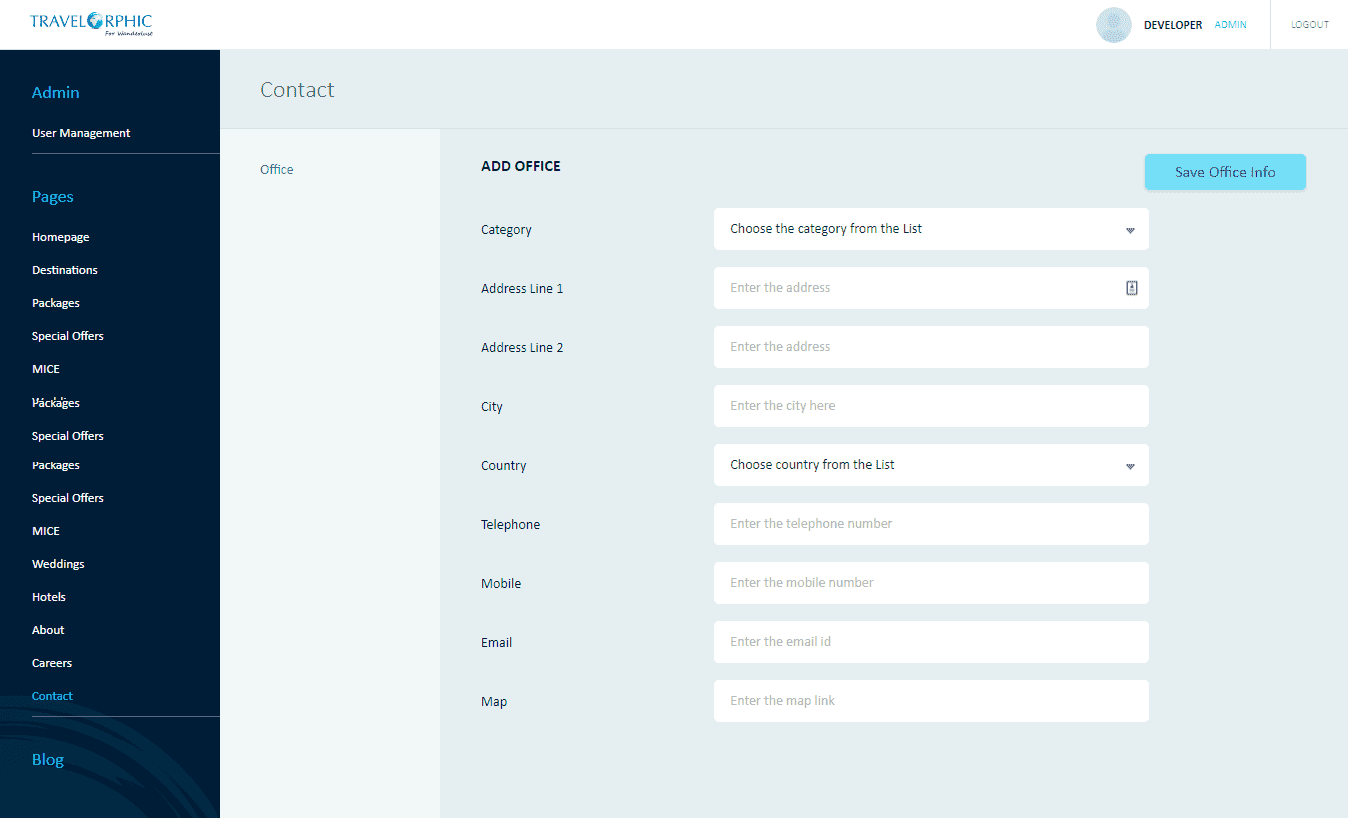 TRAVELORPHIC
For Wanderlust
DEVELOPER ADMIN
LOGOUT
Admin
User Management
Pages
Homepage
Destinations
Packages
Special Offers
MICE
Packages
Special Offers
Packages
Special Offers
MICE
Weddings
Hotels
About
Careers
Contact
Blog
Contact
Office
ADD OFFICE
Save Office Info
Category
Choose the category from the List
Address Line 1
Enter the address
Address Line 2
Enter the address
City
Enter the city here
Country
Choose country from the List
Telephone
Enter the telephone number
Mobile
Enter the mobile number
Email
Enter the email id
Map
Enter the map link